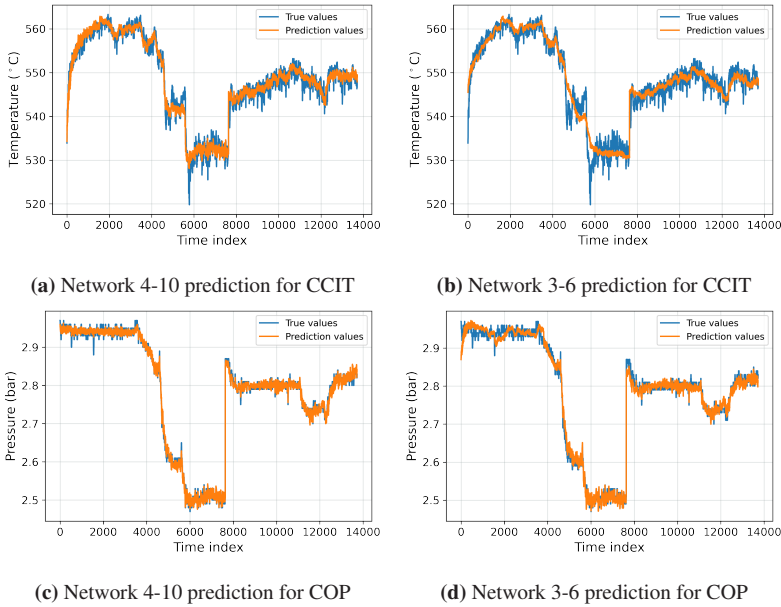 True values
Prediction values
560
550
540
530
520
Temperature (°C)
0 2000 4000 6000 8000 10000 12000 14000
Time index
(a) Network 4-10 prediction for CCIT
True values
Prediction values
560
550
540
530
520
Temperature (°C)
0 2000 4000 6000 8000 10000 12000 14000
Time index
(b) Network 3-6 prediction for CCIT
True values
Prediction values
2.9
2.8
2.7
2.6
2.5
Pressure (bar)
0 2000 4000 6000 8000 10000 12000 14000
Time index
(c) Network 4-10 prediction for COP
True values
Prediction values
2.9
2.8
2.7
2.6
2.5
Pressure (bar)
0 2000 4000 6000 8000 10000 12000 14000
Time index
(d) Network 3-6 prediction for COP